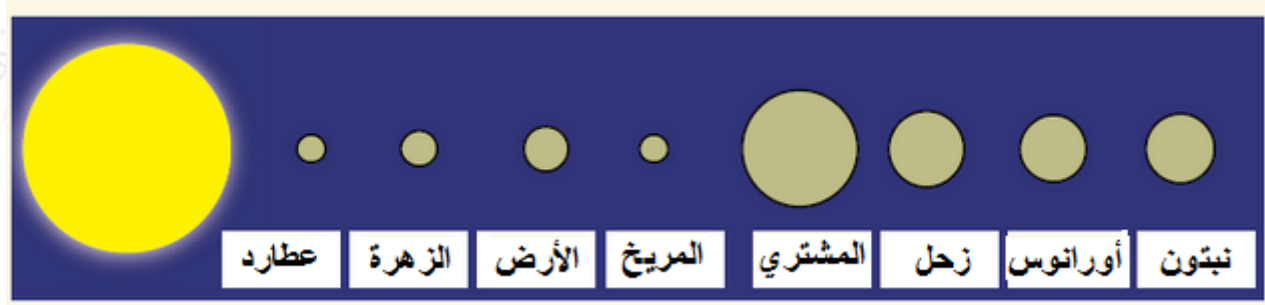 عطارد
الزهرة
الأرض
المريخ
المشتري
زحل
أورانوس
نبتون